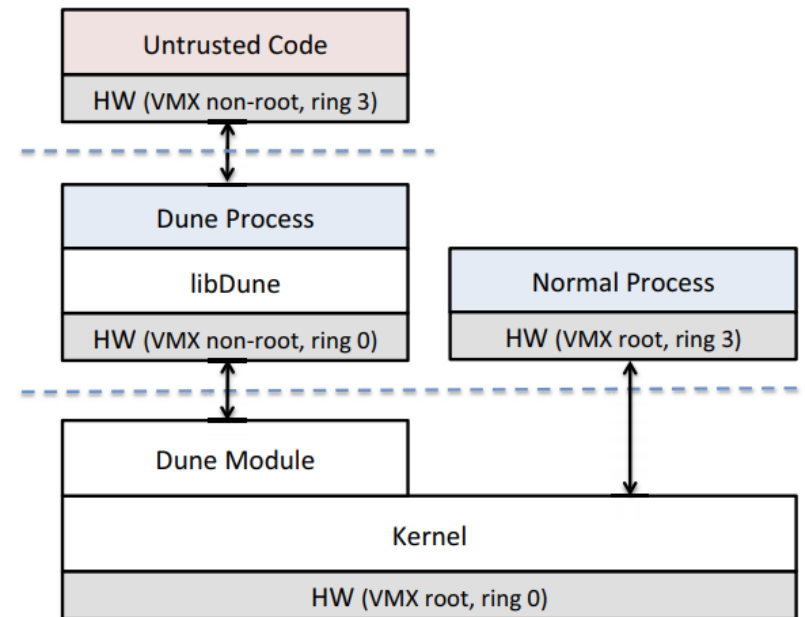 Untrusted Code
HW (VMX non-root, ring 3)
Dune Process
libDune
HW (VMX non-root, ring 0)
Normal Process
HW (VMX root, ring 3)
Dune Module
Kernel
HW (VMX root, ring 0)